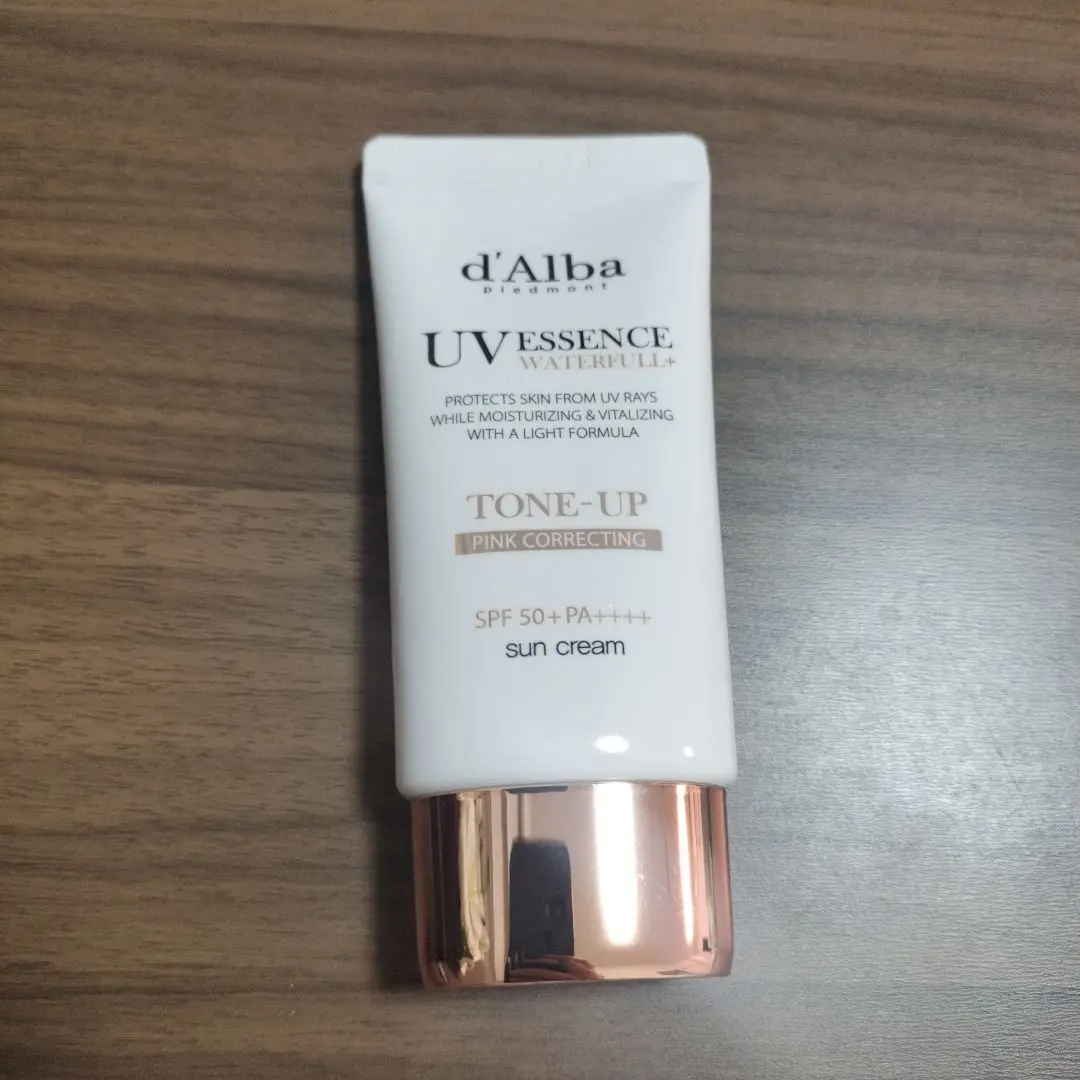 d'Alba
piedmont
UV ESSENCE
WATERFULL+
PROTECTS SKIN FROM UV RAYS
WHILE MOISTURIZING & VITALIZING
WITH A LIGHT FORMULA
TONE-UP
PINK CORRECTING
SPF 50+PA++++
sun cream